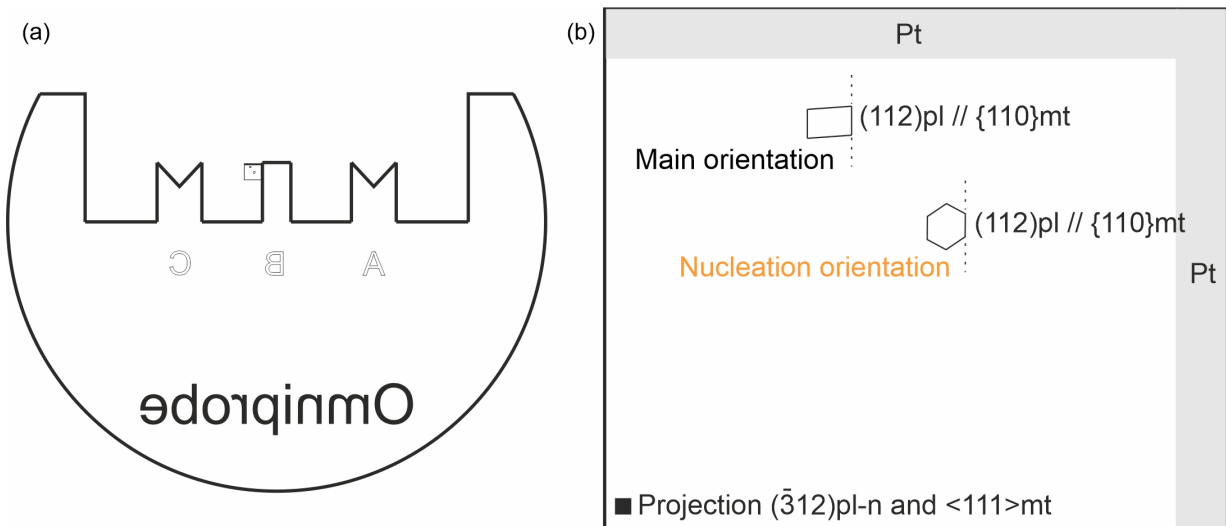 (a)
C B A
Omniprobe
(b)
Pt
(112)pl // {110}mt
Main orientation
(112)pl // {110}mt
Nucleation orientation
Pt
Projection (3̄12)pl-n and <111>mt